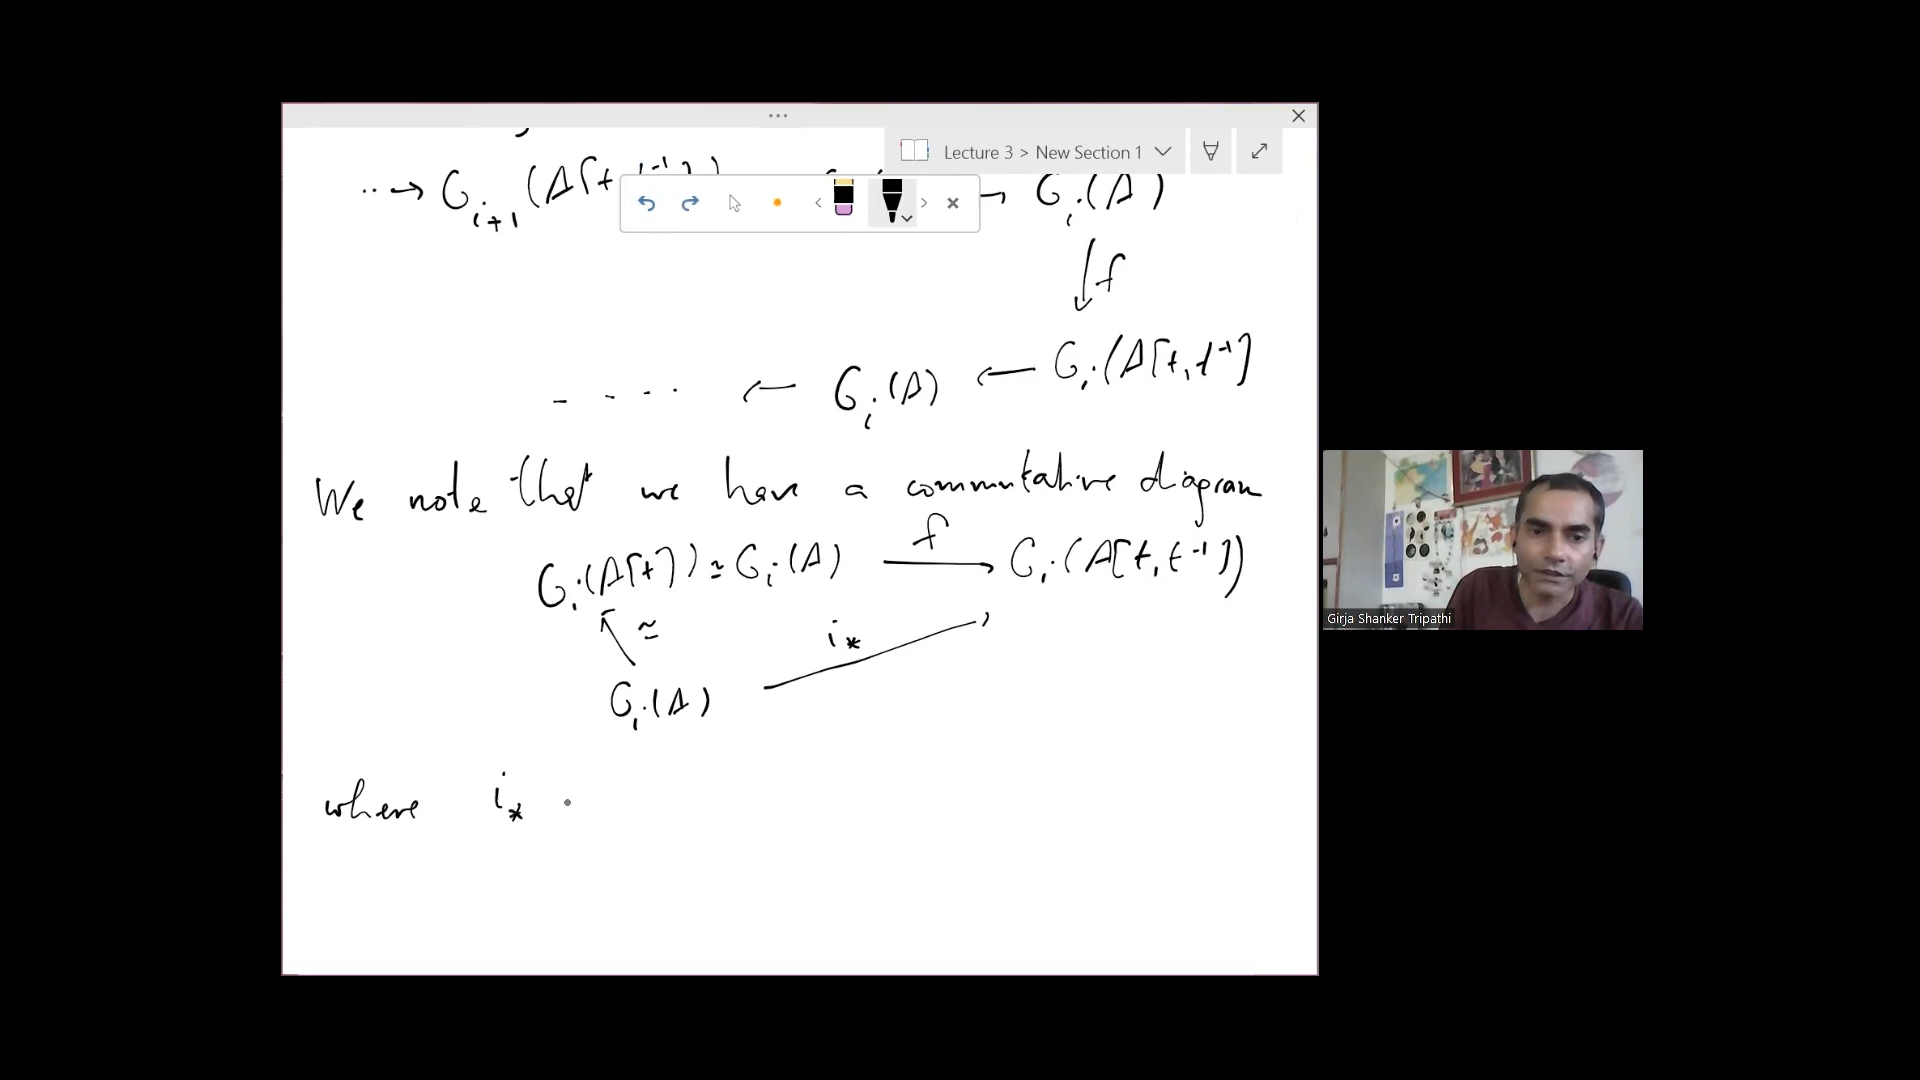 Lecture 3 > New Section 1
··→ G_{i+1}(A[t, t⁻¹]) → G_i(A)
↓ f
- - · · · ← G_i(A) ← G_i(A[t, t⁻¹]
We note that we have a commutative diagram
G_i(A[t]) ≃ G_i(A) —f→ G_i(A[t, t⁻¹])
≃ i_*
G_i(A)
where i_*
Girja Shanker Tripathi